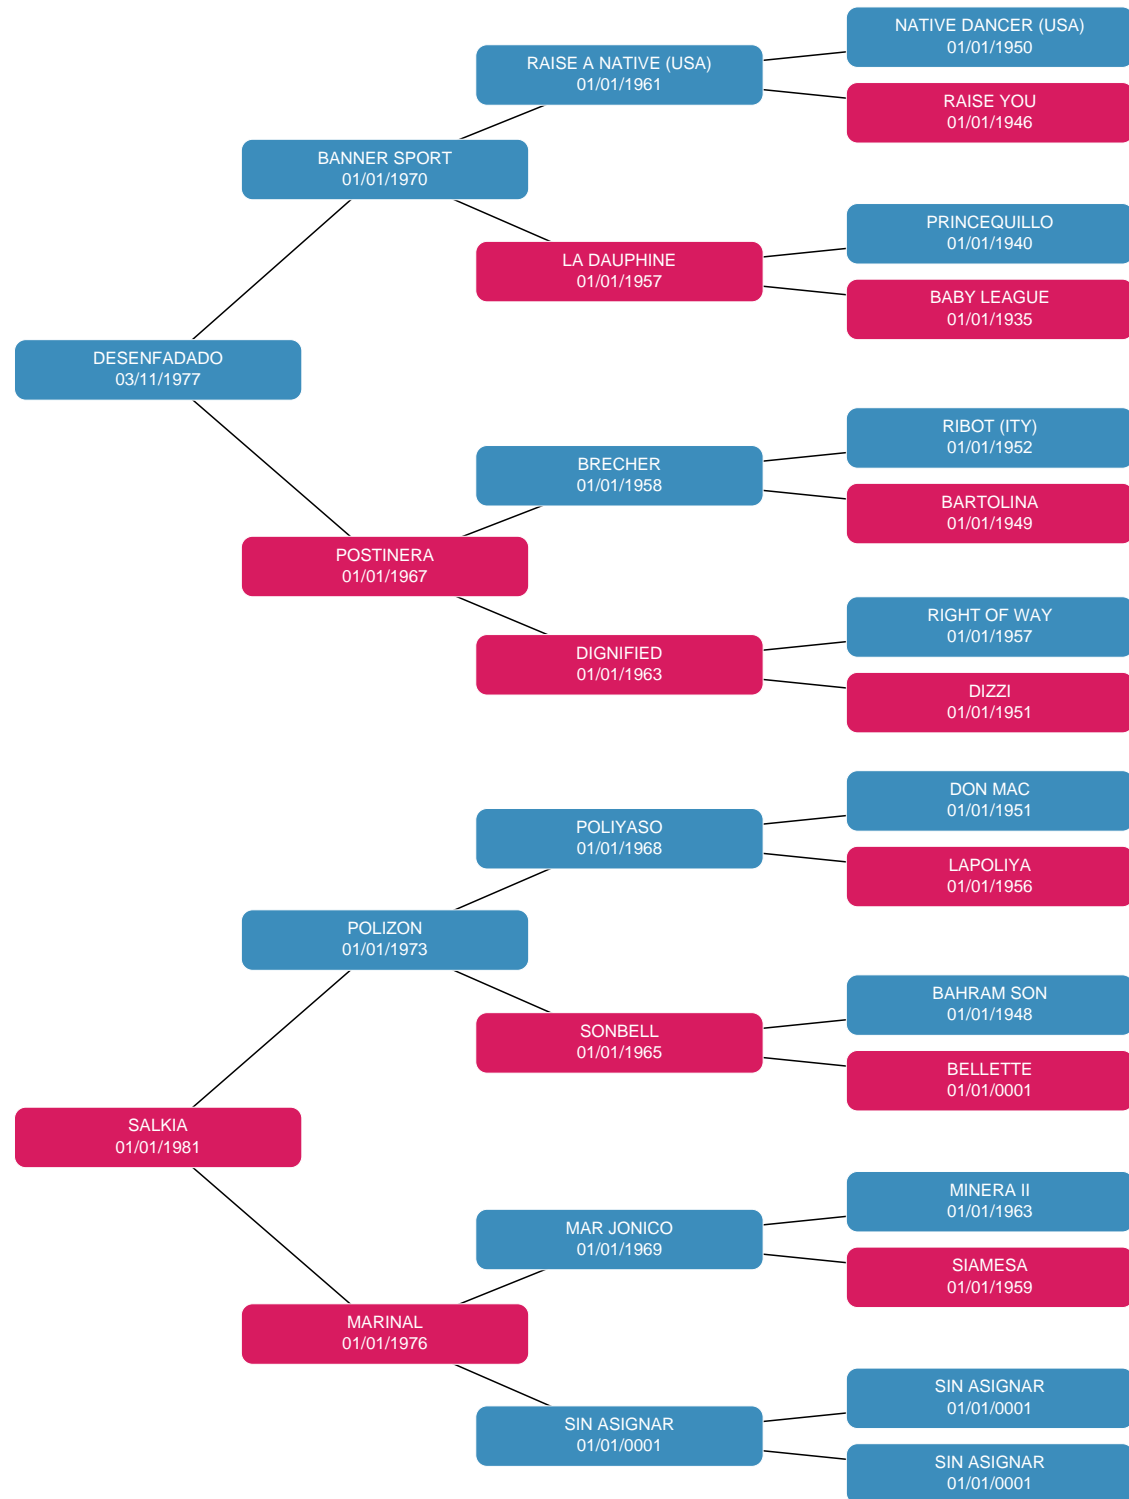 NATIVE DANCER (USA)
01/01/1950
RAISE A NATIVE (USA)
01/01/1961
RAISE YOU
01/01/1946
BANNER SPORT
01/01/1970
PRINCEQUILLO
01/01/1940
LA DAUPHINE
01/01/1957
BABY LEAGUE
01/01/1935
DESENFADADO
03/11/1977
RIBOT (ITY)
01/01/1952
BRECHER
01/01/1958
BARTOLINA
01/01/1949
POSTINERA
01/01/1967
RIGHT OF WAY
01/01/1957
DIGNIFIED
01/01/1963
DIZZI
01/01/1951
DON MAC
01/01/1951
POLIYASO
01/01/1968
LAPOLIYA
01/01/1956
POLIZON
01/01/1973
BAHRAM SON
01/01/1948
SONBELL
01/01/1965
BELLETTE
01/01/0001
SALKIA
01/01/1981
MINERA II
01/01/1963
MAR JONICO
01/01/1969
SIAMESA
01/01/1959
MARINAL
01/01/1976
SIN ASIGNAR
01/01/0001
SIN ASIGNAR
01/01/0001
SIN ASIGNAR
01/01/0001